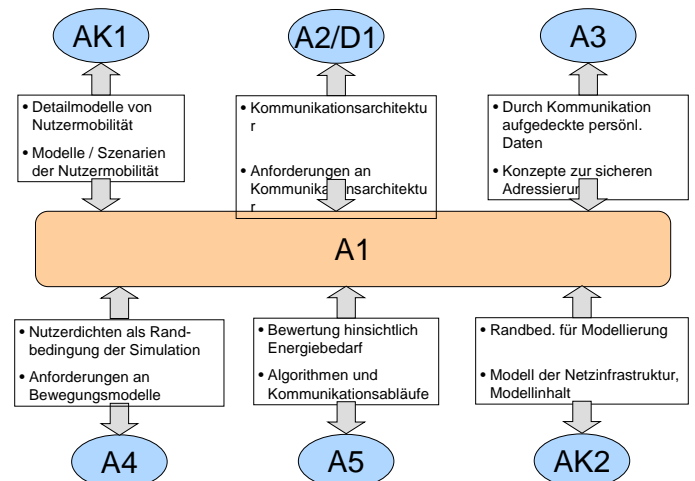 AK1
A2/D1
A3
• Detailmodelle von
Nutzermobilität
• Modelle / Szenarien
der Nutzermobilität
• Kommunikationsarchitektu
r
• Anforderungen an
Kommunikationsarchitektu
r
• Durch Kommunikation
aufgedeckte persönl.
Daten
• Konzepte zur sicheren
Adressierung
A1
• Nutzerdichten als Rand-
bedingung der Simulation
• Anforderungen an
Bewegungsmodelle
• Bewertung hinsichtlich
Energiebedarf
• Algorithmen und
Kommunikationsabläufe
• Randbed. für Modellierung
• Modell der Netzinfrastruktur,
Modellinhalt
A4
A5
AK2